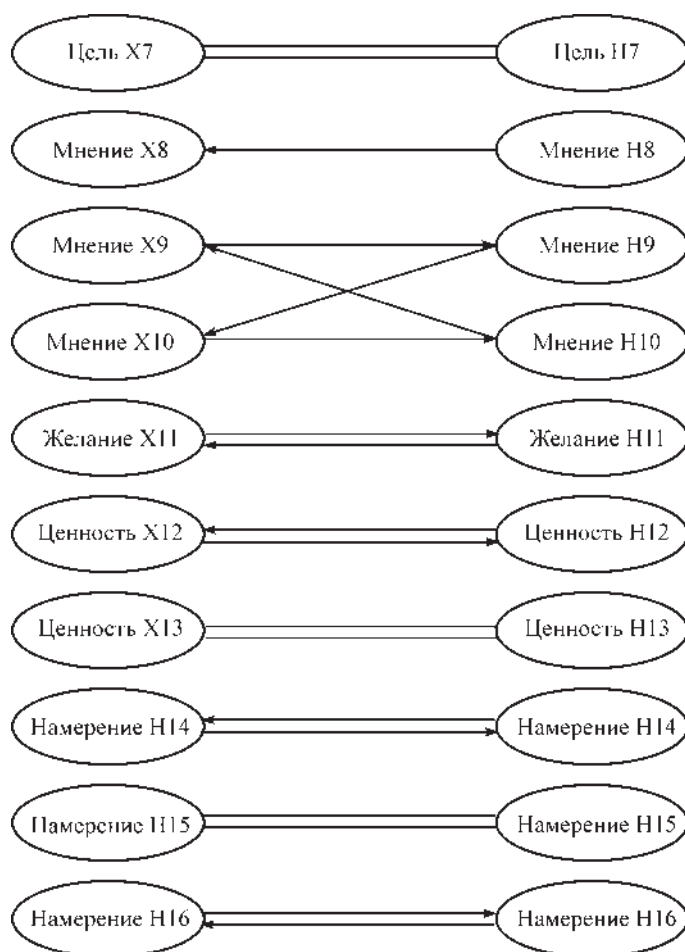 Цель Х7 Цель Н7
Мнение Х8 Мнение Н8
Мнение Х9 Мнение Н9
Мнение Х10 Мнение Н10
Желание Х11 Желание Н11
Ценность Х12 Ценность Н12
Ценность Х13 Ценность Н13
Намерение Н14 Намерение Н14
Намерение Н15 Намерение Н15
Намерение Н16 Намерение Н16